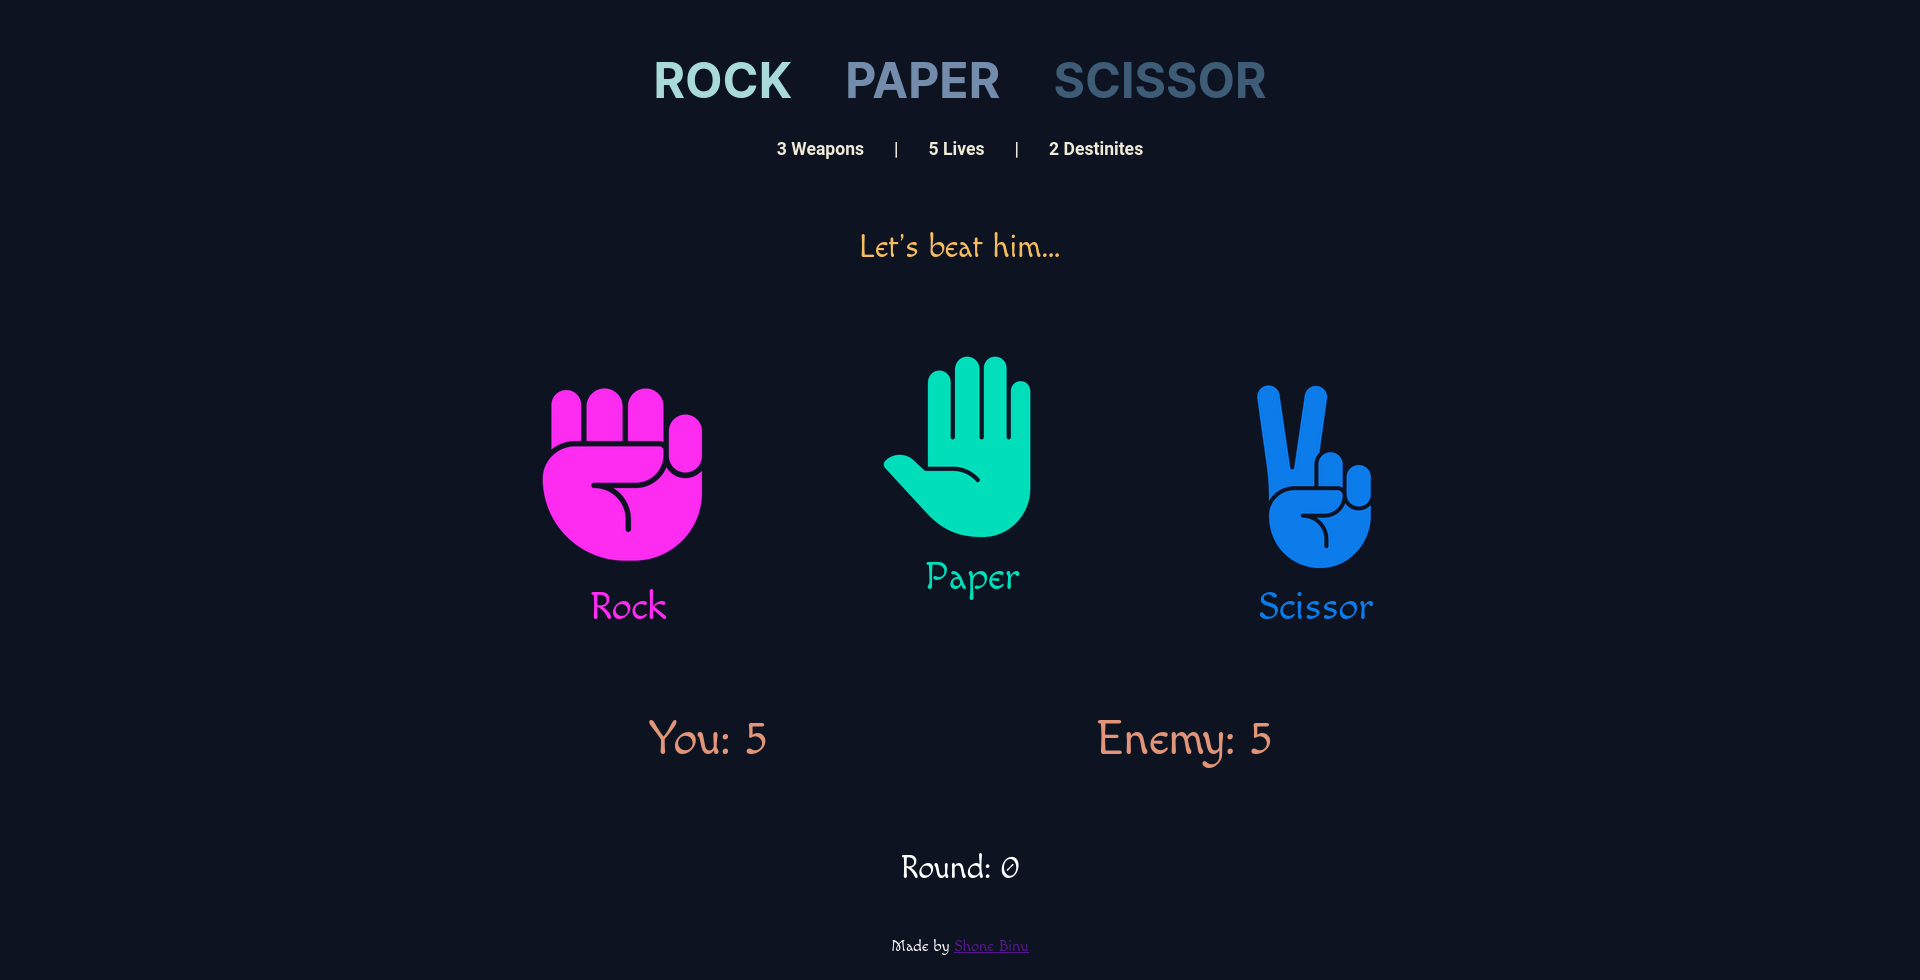 ROCK PAPER SCISSOR
3 Weapons | 5 Lives | 2 Destinites
Let's beat him...
Rock
Paper
Scissor
You: 5
Enemy: 5
Round: 0
Made by Shone Binu